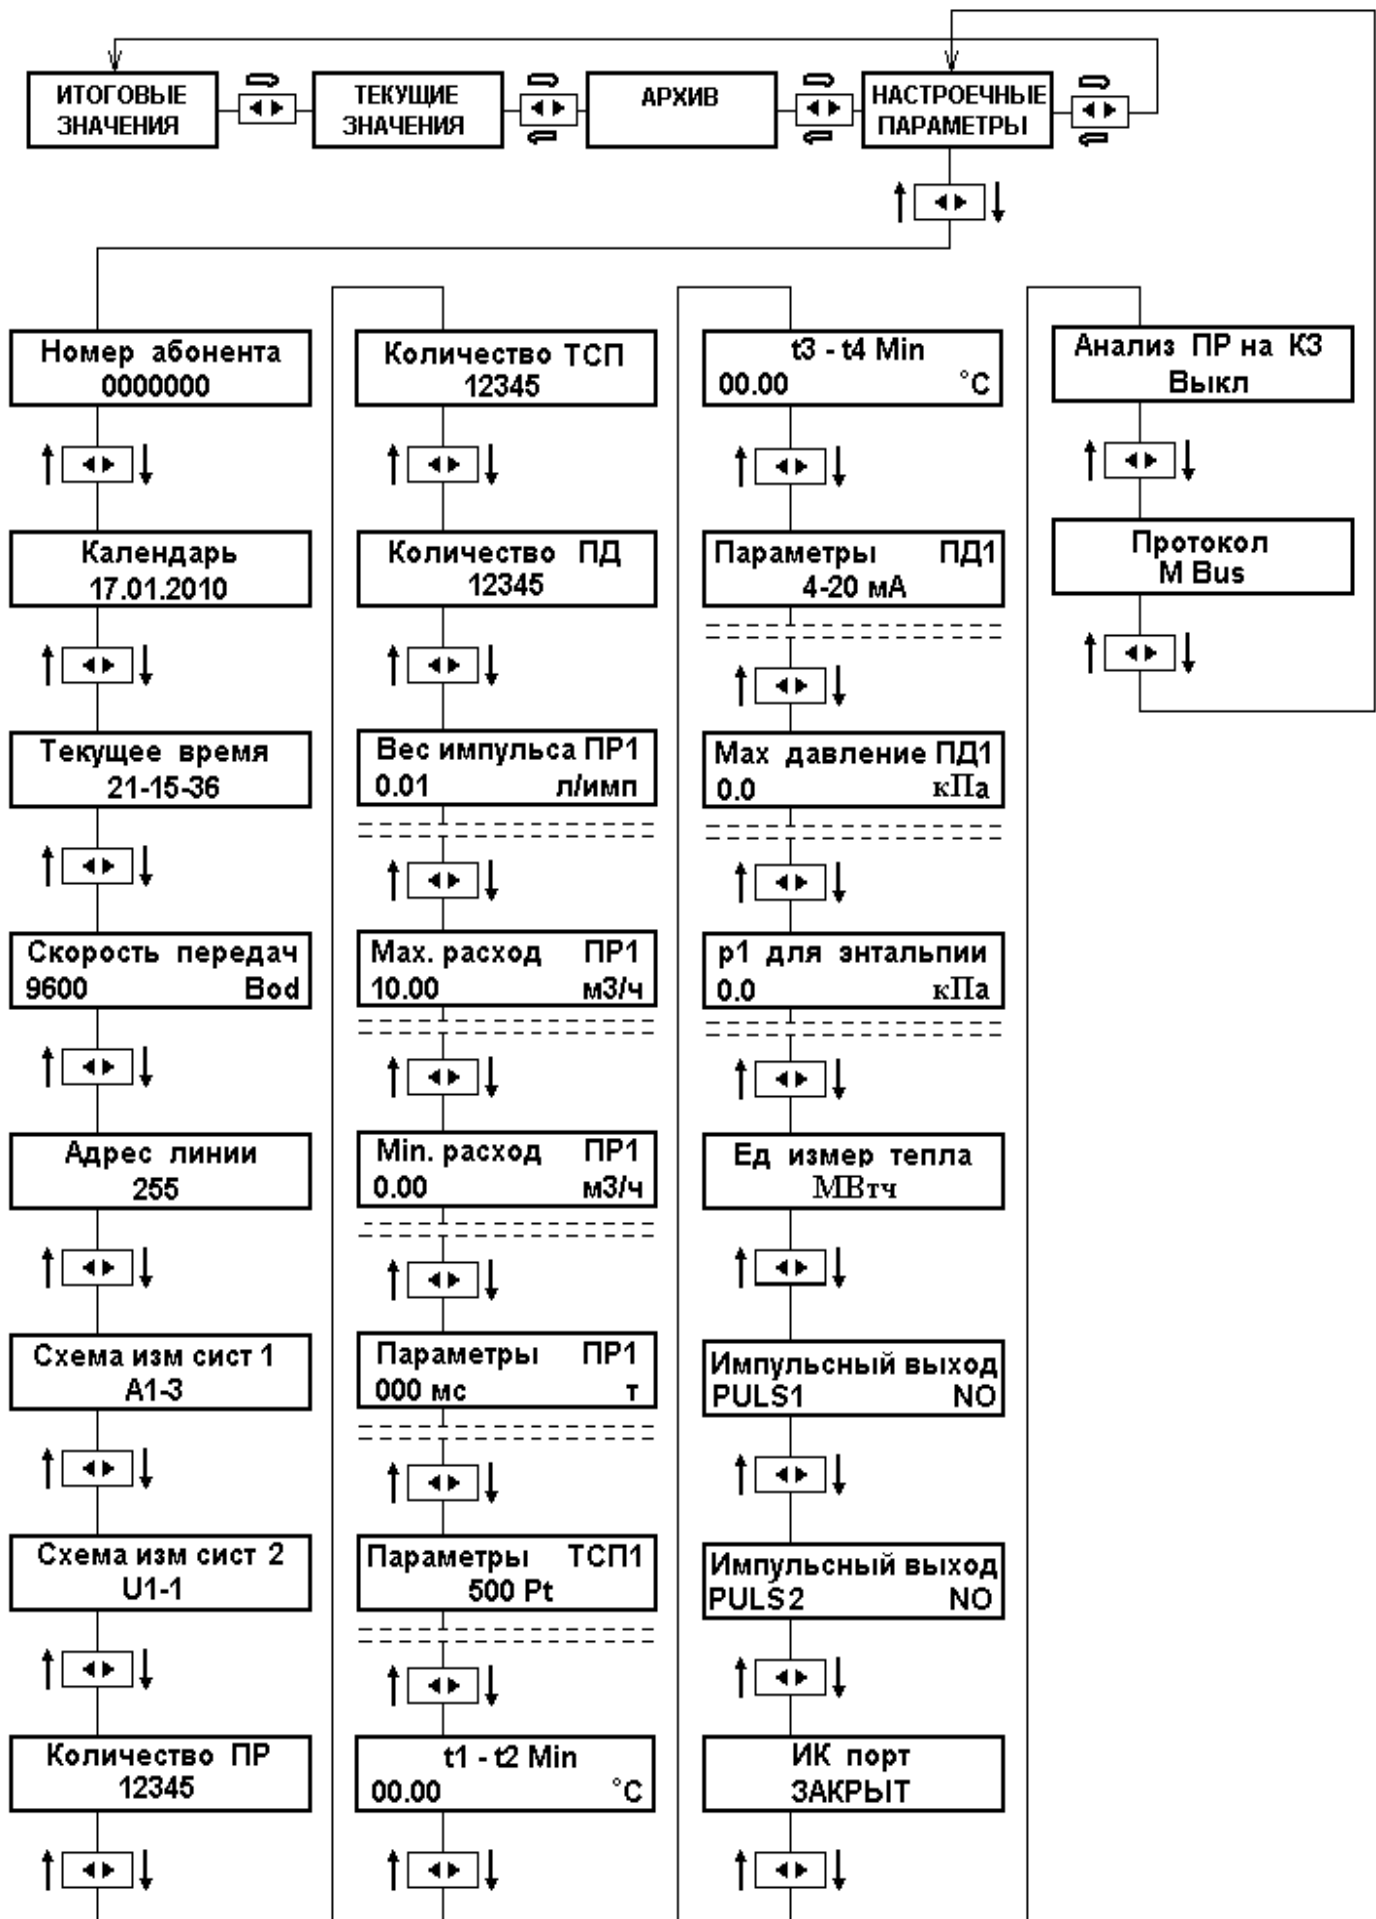 ИТОГОВЫЕ
ЗНАЧЕНИЯ
ТЕКУЩИЕ
ЗНАЧЕНИЯ
АРХИВ
НАСТРОЕЧНЫЕ
ПАРАМЕТРЫ
Номер абонента
0000000
Календарь
17.01.2010
Текущее время
21-15-36
Скорость передач
9600 Bod
Адрес линии
255
Схема изм сист 1
А1-3
Схема изм сист 2
U1-1
Количество ПР
12345
Количество ТСП
12345
Количество ПД
12345
Вес импульса ПР1
0.01 л/имп
Мах. расход ПР1
10.00 м3/ч
Min. расход ПР1
0.00 м3/ч
Параметры ПР1
000 мс т
Параметры ТСП1
500 Pt
t1 - t2 Min
00.00 °С
t3 - t4 Min
00.00 °С
Параметры ПД1
4-20 мА
Мах давление ПД1
0.0 кПа
р1 для энтальпии
0.0 кПа
Ед измер тепла
МВтч
Импульсный выход
PULS1 NO
Импульсный выход
PULS2 NO
ИК порт
ЗАКРЫТ
Анализ ПР на КЗ
Выкл
Протокол
M Bus